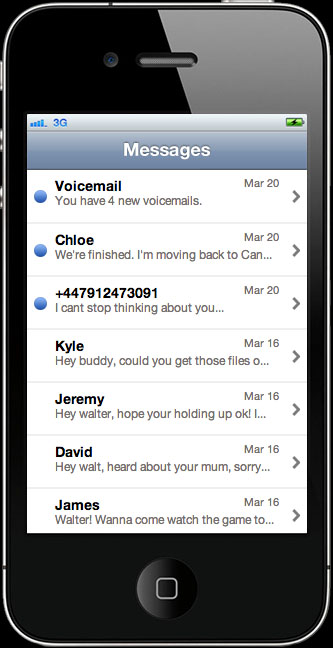 3G
Messages
Voicemail Mar 20
You have 4 new voicemails.
Chloe Mar 20
We're finished. I'm moving back to Can...
+447912473091 Mar 20
I cant stop thinking about you...
Kyle Mar 16
Hey buddy, could you get those files o...
Jeremy Mar 16
Hey walter, hope your holding up ok! I...
David Mar 16
Hey walt, heard about your mum, sorry...
James Mar 16
Walter! Wanna come watch the game to...